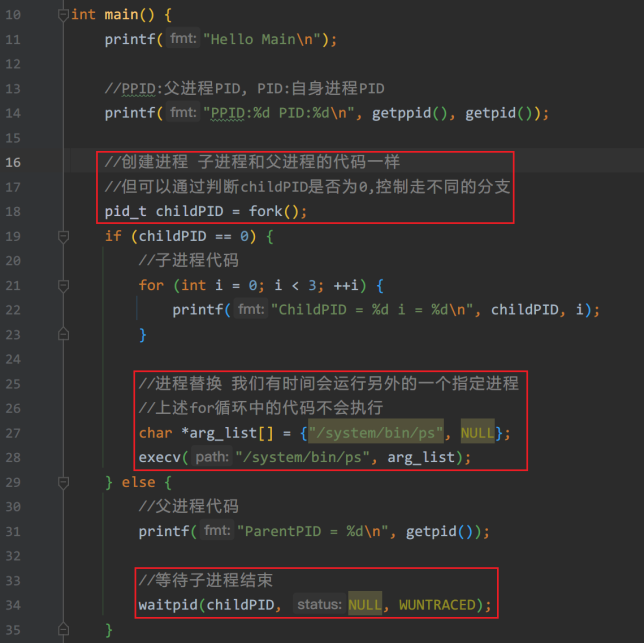 10 int main() {
11 printf( fmt: "Hello Main\n");
12
13 //PPID:父进程PID, PID:自身进程PID
14 printf( fmt: "PPID:%d PID:%d\n", getppid(), getpid());
15
16 //创建进程 子进程和父进程的代码一样
17 //但可以通过判断childPID是否为0,控制走不同的分支
18 pid_t childPID = fork();
19 if (childPID == 0) {
20 //子进程代码
21 for (int i = 0; i < 3; ++i) {
22 printf( fmt: "ChildPID = %d i = %d\n", childPID, i);
23 }
24
25 //进程替换 我们有时间会运行另外的一个指定进程
26 //上述for循环中的代码不会执行
27 char *arg_list[] = {"/system/bin/ps", NULL};
28 execv( path: "/system/bin/ps", arg_list);
29 } else {
30 //父进程代码
31 printf( fmt: "ParentPID = %d\n", getpid());
32
33 //等待子进程结束
34 waitpid(childPID, status: NULL, WUNTRACED);
35 }